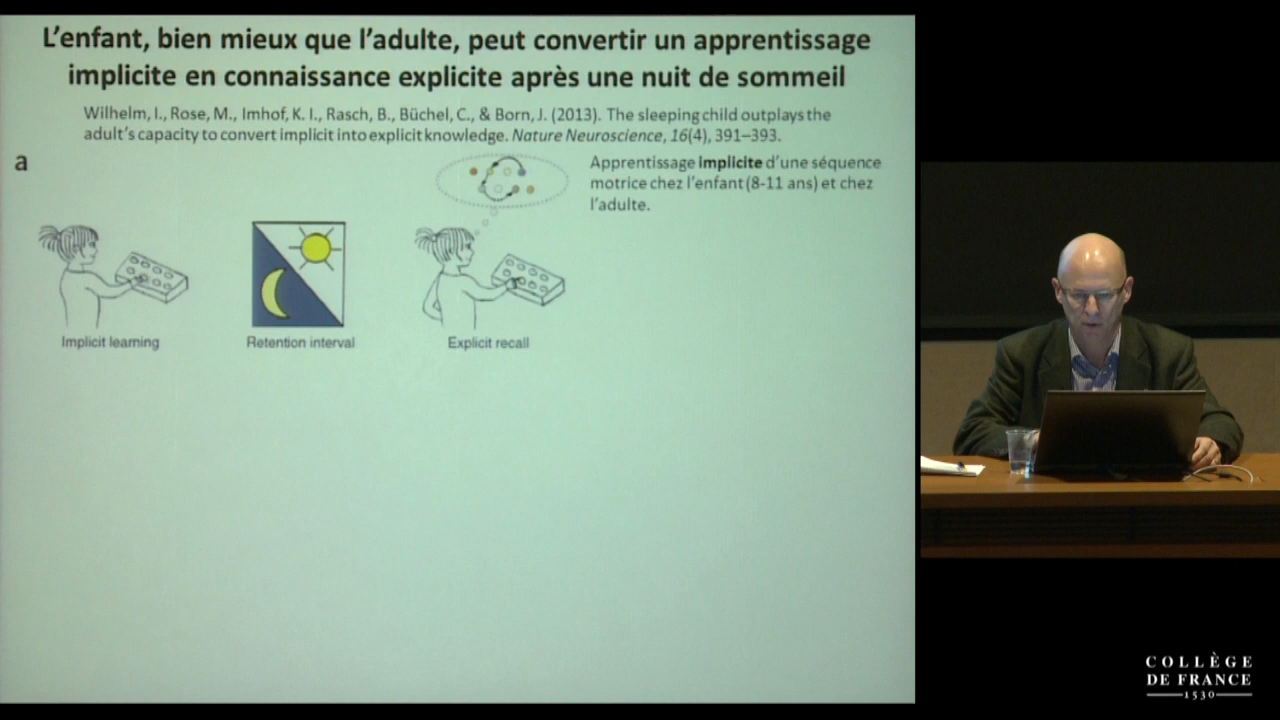 L'enfant, bien mieux que l'adulte, peut convertir un apprentissage
implicite en connaissance explicite après une nuit de sommeil
Wilhelm, I., Rose, M., Imhof, K. I., Rasch, B., Büchel, C., & Born, J. (2013). The sleeping child outplays the
adult's capacity to convert implicit into explicit knowledge. Nature Neuroscience, 16(4), 391–393.
a
Apprentissage implicite d'une séquence
motrice chez l'enfant (8-11 ans) et chez
l'adulte.
Implicit learning
Retention interval
Explicit recall
COLLÈGE
DE FRANCE
1530